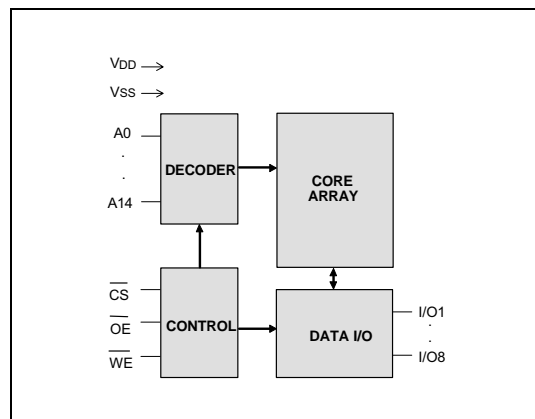 VDD
VSS
A0
.
.
A14
DECODER
CORE
ARRAY
CS
OE
WE
CONTROL
DATA I/O
I/O1
.
.
I/O8